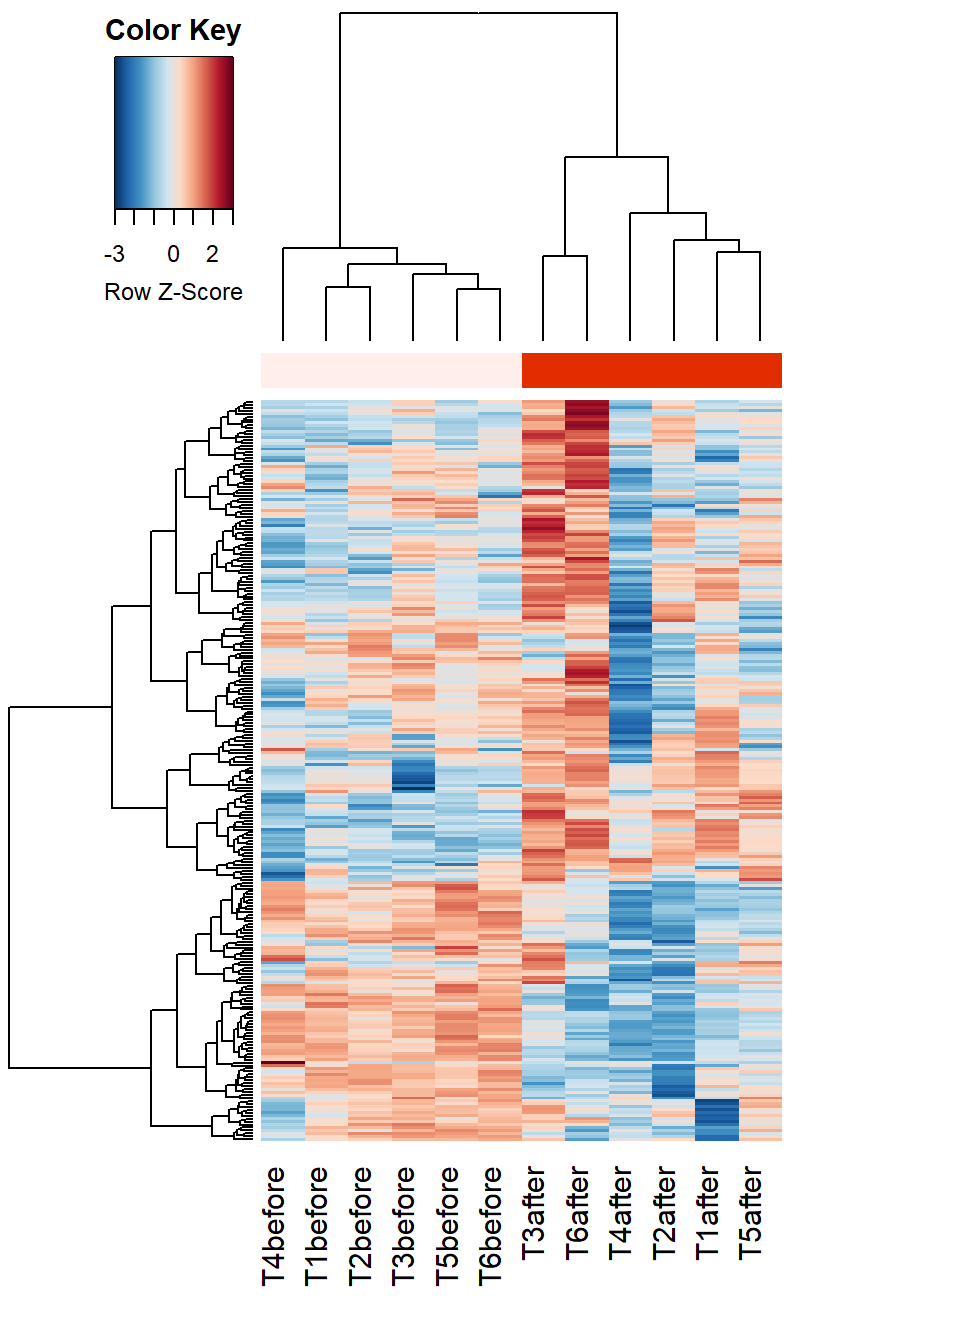 Color Key
-3 0 2
Row Z-Score
T4before
T1before
T2before
T3before
T5before
T6before
T3after
T6after
T4after
T2after
T1after
T5after